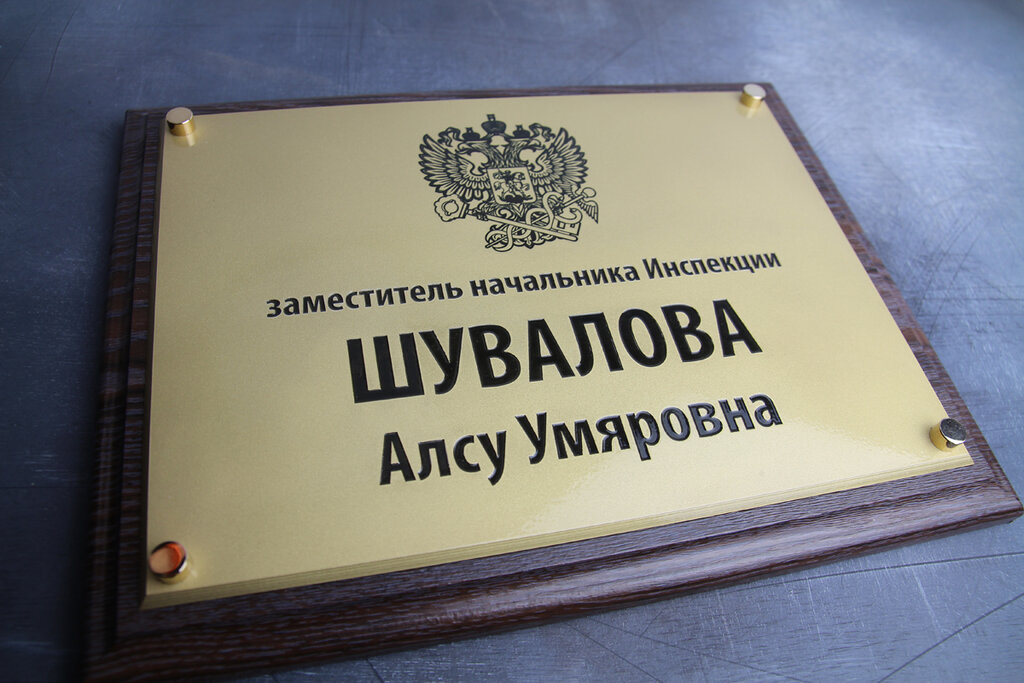 заместитель начальника Инспекции
ШУВАЛОВА
Алсу Умяровна